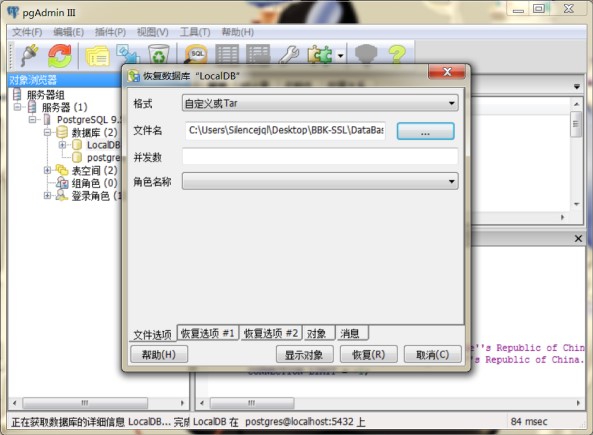 pgAdmin III
文件(F) 编辑(E) 插件(P) 视图(V) 工具(T) 帮助(H)
SQL
对象浏览器
服务器组
服务器 (1)
PostgreSQL 9.
数据库 (2)
LocalDB
postgre
表空间 (2)
组角色 (0)
登录角色 (1
恢复数据库 "LocalDB"
格式 自定义或Tar
文件名 C:\Users\Silencejql\Desktop\BBK-SSL\DataBas ...
并发数
角色名称
文件选项 恢复选项 #1 恢复选项 #2 对象 消息
帮助(H) 显示对象 恢复(R) 取消(C)
''s Republic of Chin
's Republic of China.
正在获取数据库的详细信息 LocalDB... 完成 LocalDB 在 postgres@localhost:5432 上 84 msec